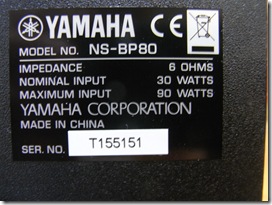 YAMAHA CE
MODEL NO. NS-BP80
IMPEDANCE 6 OHMS
NOMINAL INPUT 30 WATTS
MAXIMUM INPUT 90 WATTS
YAMAHA CORPORATION
MADE IN CHINA
SER. NO. T155151